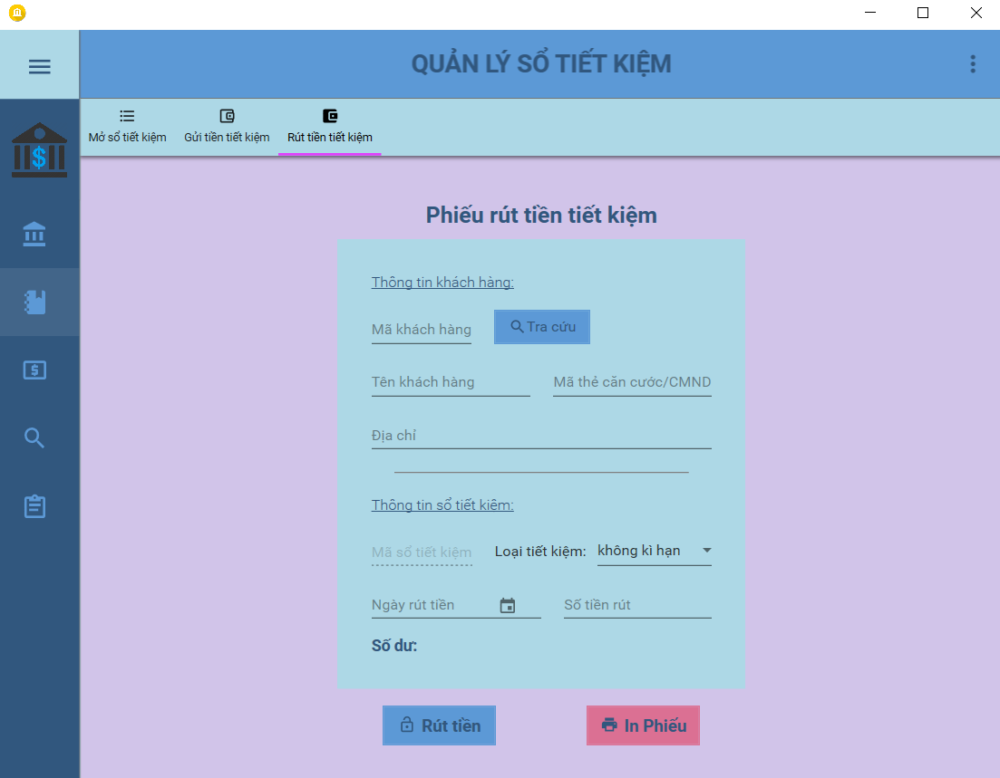 QUẢN LÝ SỔ TIẾT KIỆM
Mở sổ tiết kiệm Gửi tiền tiết kiệm Rút tiền tiết kiệm
$
Phiếu rút tiền tiết kiệm
Thông tin khách hàng:
Mã khách hàng Tra cứu
Tên khách hàng Mã thẻ căn cước/CMND
Địa chỉ
Thông tin sổ tiết kiêm:
Mã sổ tiết kiệm Loại tiết kiệm: không kì hạn
Ngày rút tiền Số tiền rút
Số dư:
Rút tiền In Phiếu